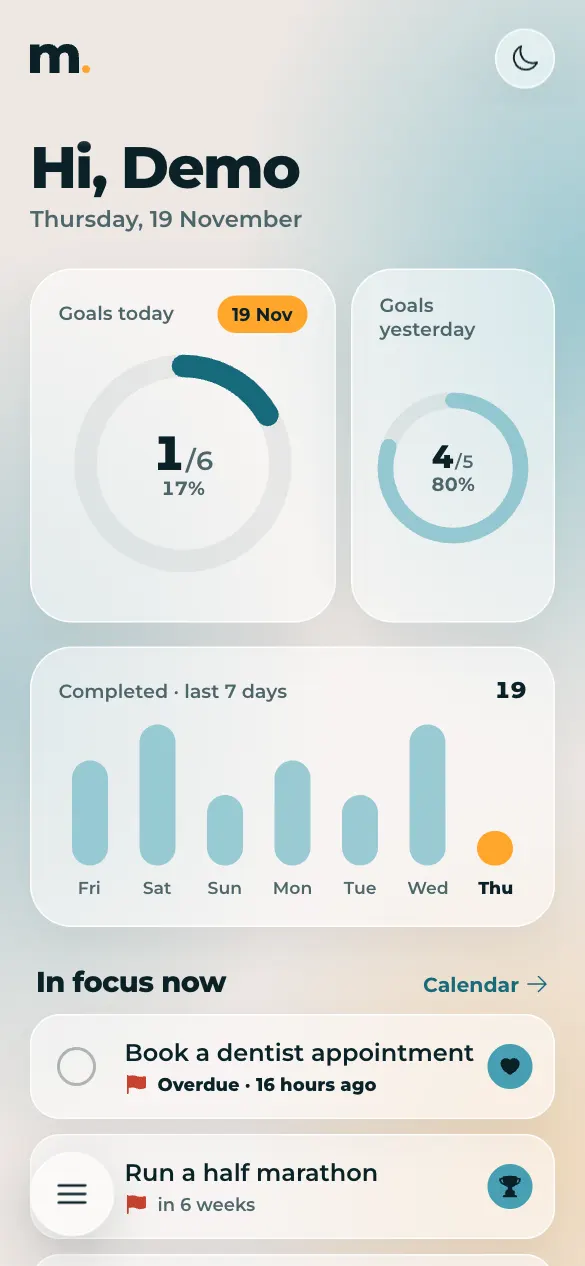 m.
Hi, Demo
Thursday, 19 November
Goals today
19 Nov
1/6
17%
Goals
yesterday
4/5
80%
Completed · last 7 days
19
Fri Sat Sun Mon Tue Wed Thu
In focus now
Calendar →
Book a dentist appointment
Overdue · 16 hours ago
Run a half marathon
in 6 weeks